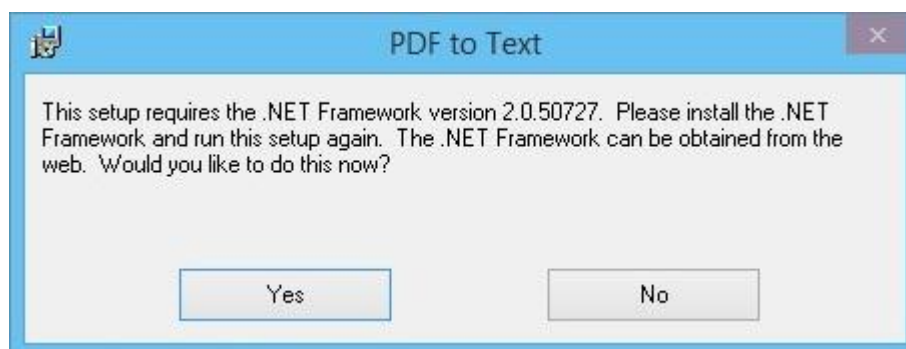 PDF to Text
This setup requires the .NET Framework version 2.0.50727.  Please install the .NET
Framework and run this setup again.  The .NET Framework can be obtained from the
web.  Would you like to do this now?
Yes
No